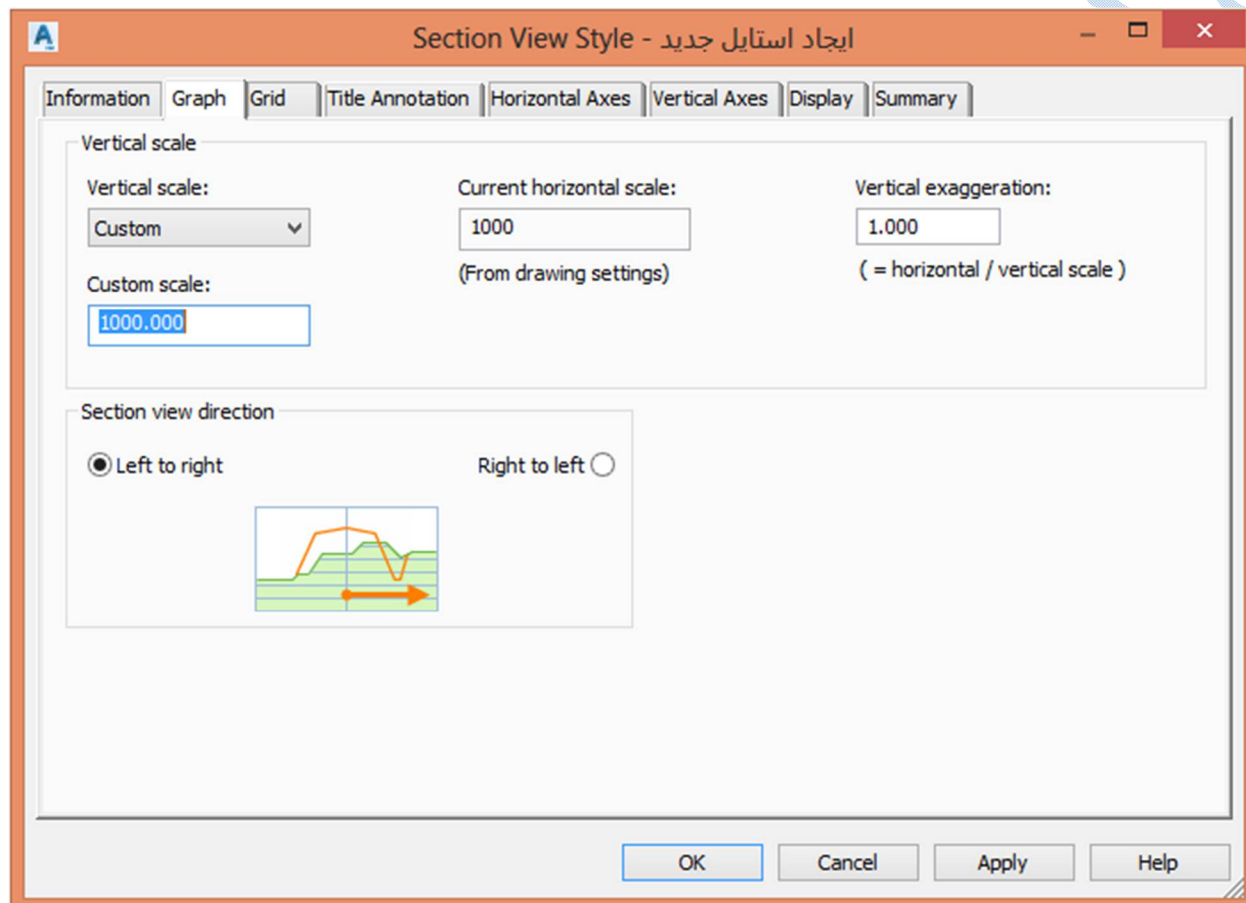 Section View Style - ایجاد استایل جدید
Information Graph Grid Title Annotation Horizontal Axes Vertical Axes Display Summary
Vertical scale
Vertical scale: Current horizontal scale: Vertical exaggeration:
Custom 1000 1.000
(From drawing settings) ( = horizontal / vertical scale )
Custom scale:
1000.000
Section view direction
Left to right Right to left
OK Cancel Apply Help